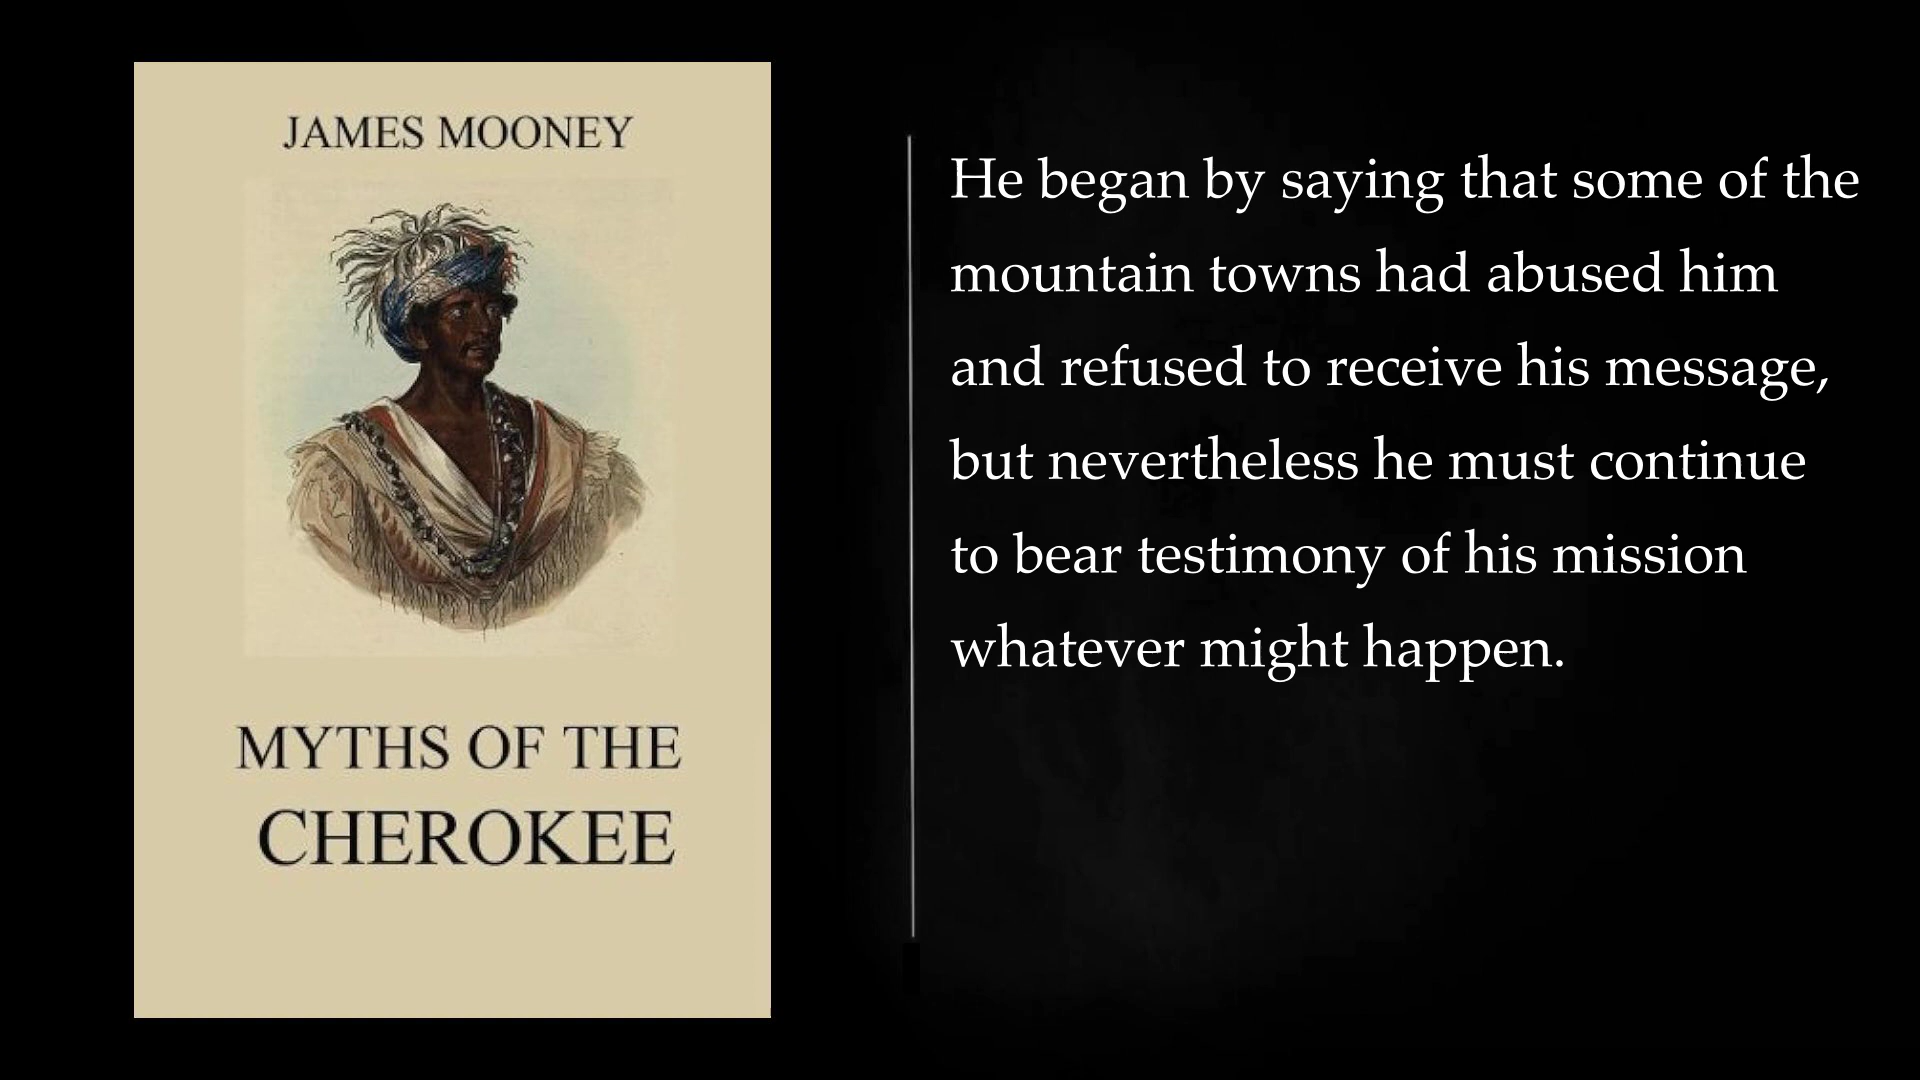 JAMES MOONEY
MYTHS OF THE
CHEROKEE
He began by saying that some of the
mountain towns had abused him
and refused to receive his message,
but nevertheless he must continue
to bear testimony of his mission
whatever might happen.